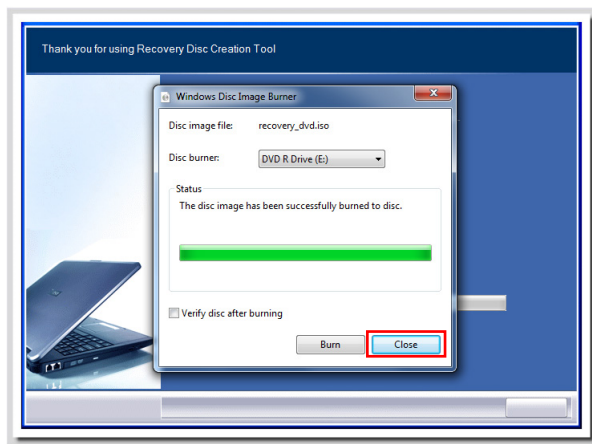 Thank you for using Recovery Disc Creation Tool
Windows Disc Image Burner
Disc image file: recovery_dvd.iso
Disc burner: DVD R Drive (E:)
Status
The disc image has been successfully burned to disc.
Verify disc after burning
Burn Close